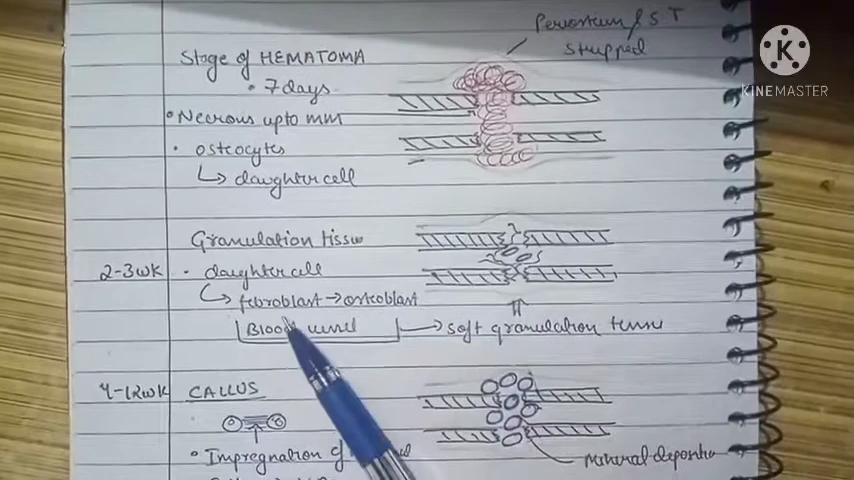 Periosteum & S T
stripped
Stage of HEMATOMA
• 7 days
• Necrous upto mm
• osteocytes
↳ daughter cell
Granulation tissue
2-3 wk • daughter cell
↳ fibroblast → osteoblast
Blood vessel → soft granulation tissue
4-12 wk CALLUS
• Impregnation of
Mineral deposition
K
KINEMASTER